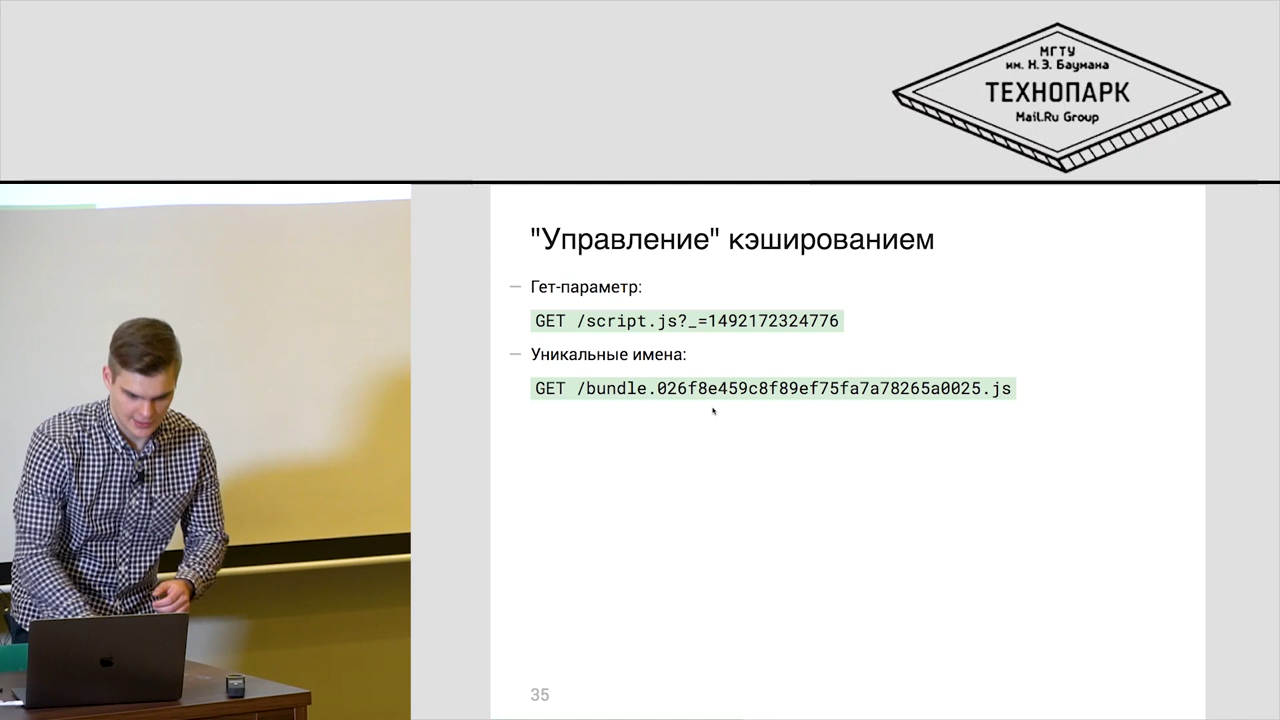 МГТУ
им. Н.Э. Баумана
ТЕХНОПАРК
Mail.Ru Group
"Управление" кэшированием
— Гет-параметр:
GET /script.js?_=1492172324776
— Уникальные имена:
GET /bundle.026f8e459c8f89ef75fa7a78265a0025.js
35